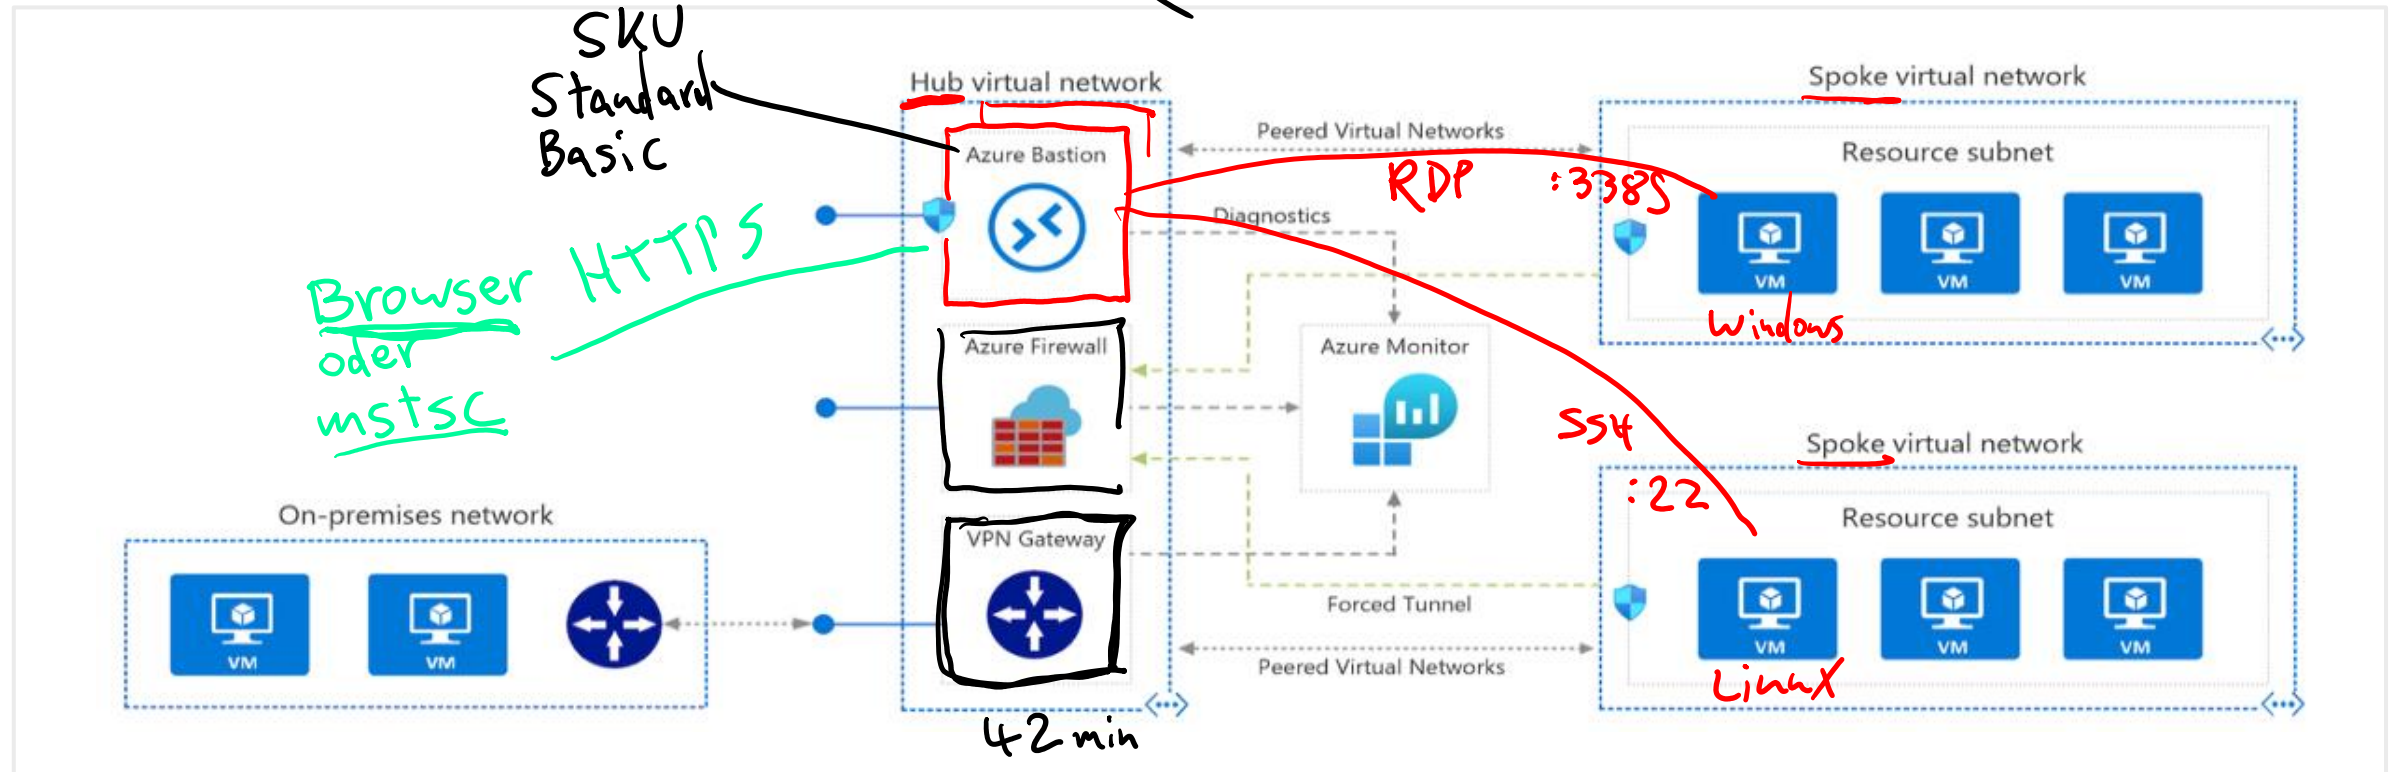 SKU
Standard
Basic
Hub virtual network
Spoke virtual network
Azure Bastion
Peered Virtual Networks
Resource subnet
RDP :3389
Diagnostics
HTTPS
Browser
oder
mstsc
VM
VM
VM
Windows
Azure Firewall
Azure Monitor
SSH
:22
Spoke virtual network
On-premises network
VPN Gateway
Resource subnet
Forced Tunnel
VM
VM
VM
VM
VM
Peered Virtual Networks
Linux
42 min